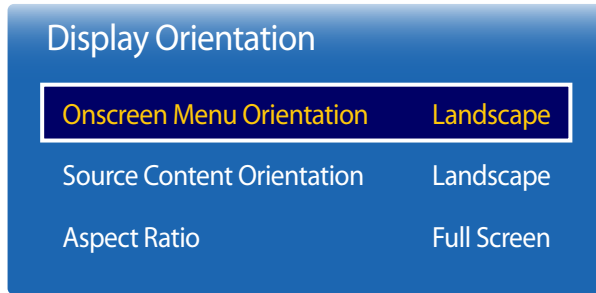 Display Orientation
Onscreen Menu Orientation Landscape
Source Content Orientation Landscape
Aspect Ratio Full Screen